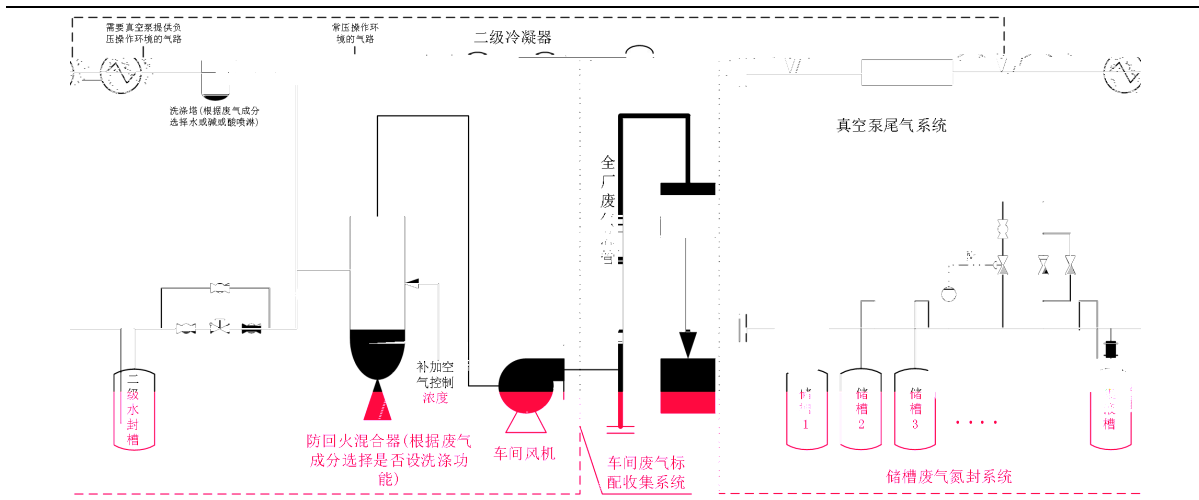 需要真空泵提供负
压操作环境的气路
常压操作环
境的气路
二级冷凝器
洗涤塔(根据废气成分
选择水或碱或酸喷淋)
真空泵尾气系统
全
厂
废
二
级
水
封
槽
补加空
气控制
浓度
防回火混合器(根据废气
成分选择是否设洗涤功
能)
车间风机
车间废气标
配收集系统
储
1
储
槽
2
储
槽
3
....
槽
储槽废气氮封系统